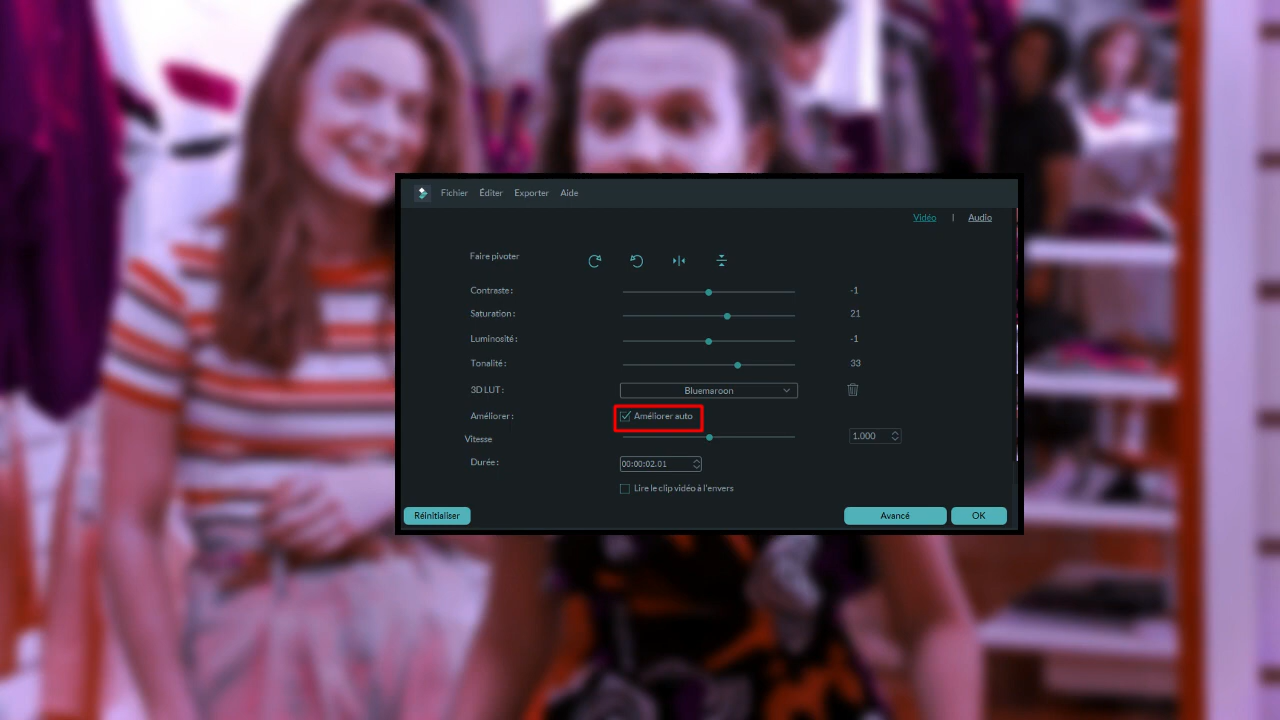 Fichier Éditer Exporter Aide
Vidéo | Audio
Faire pivoter
Contraste : -1
Saturation : 21
Luminosité : -1
Tonalité : 33
3D LUT : Bluemaroon
Améliorer : Améliorer auto
Vitesse 1.000
Durée : 00:00:02.01
Lire le clip vidéo à l'envers
Réinitialiser Avancé OK